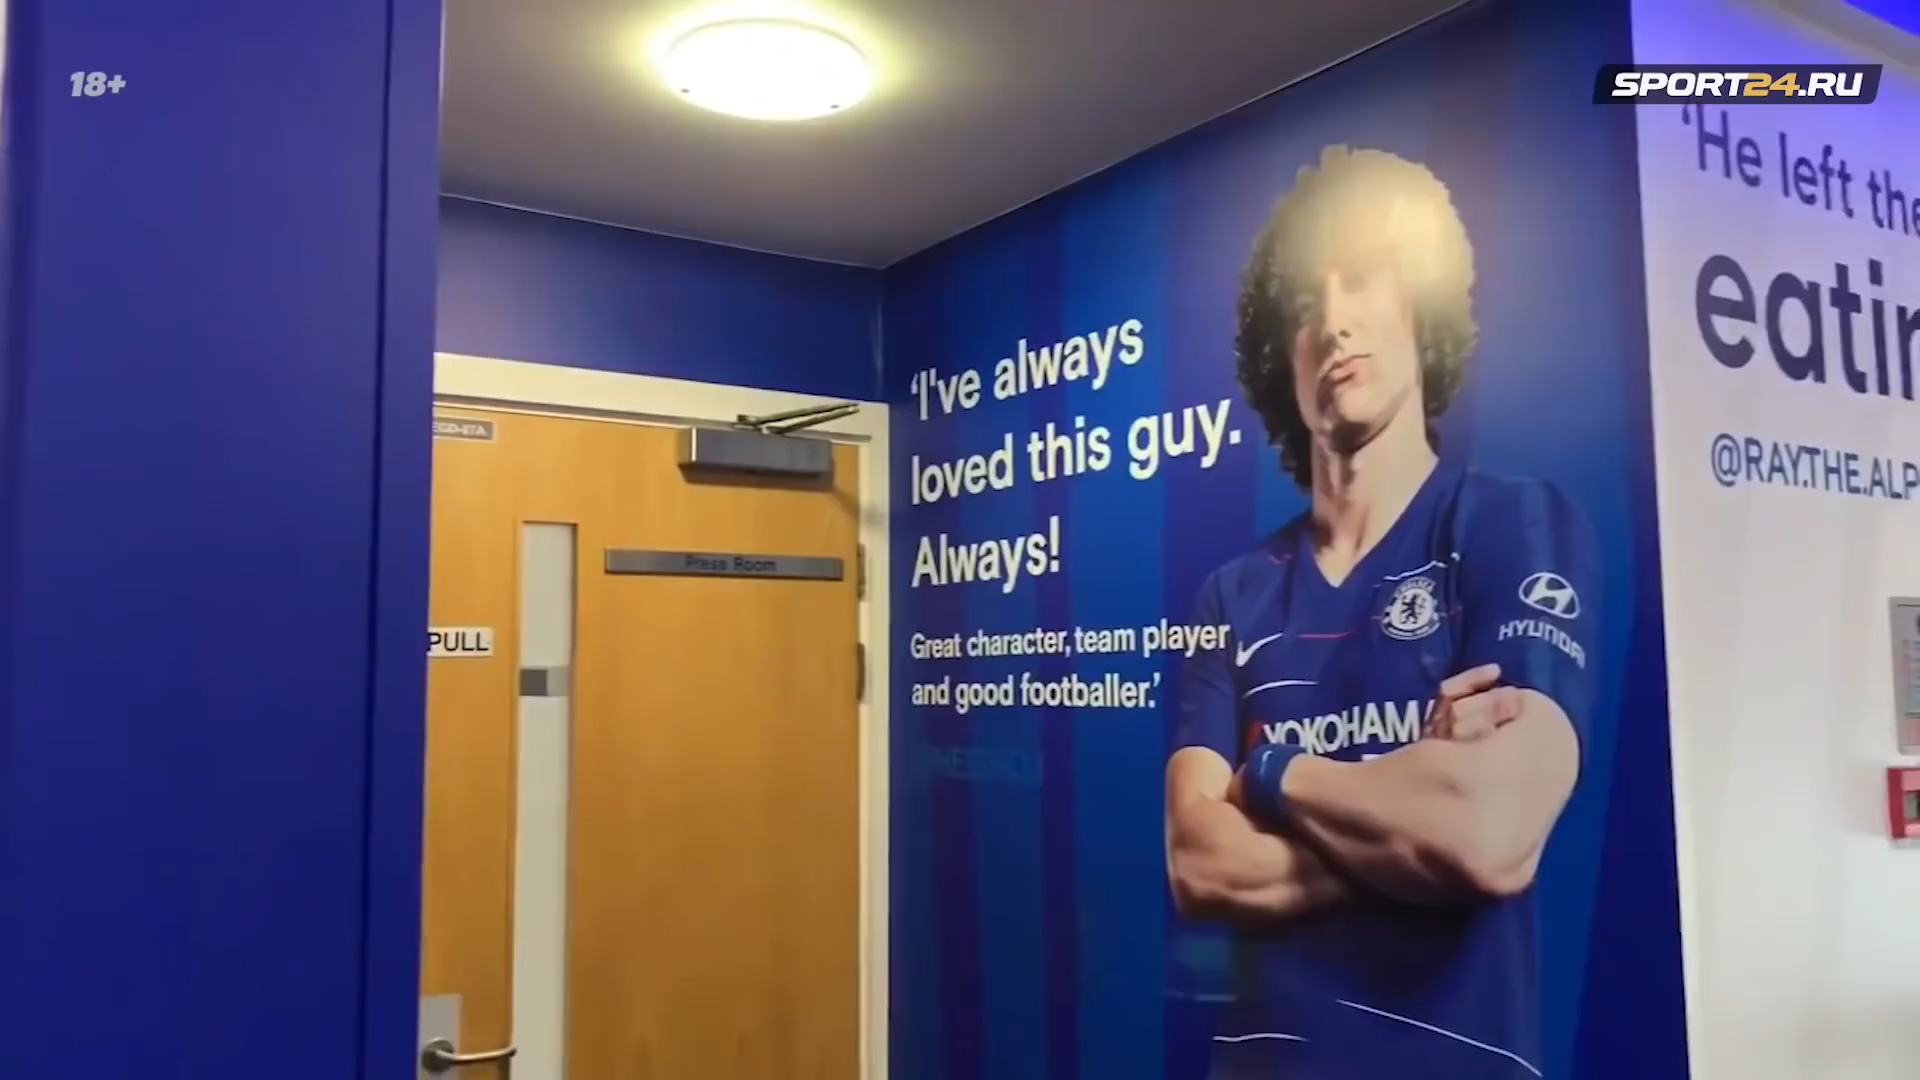 18+
SPORT24.RU
'He left the
eatin
@RAY.THE.ALP
'I've always
loved this guy.
Always!
Great character, team player
and good footballer.'
Press Room
PULL
CHELSEA
HYUNDAI
YOKOHAMA